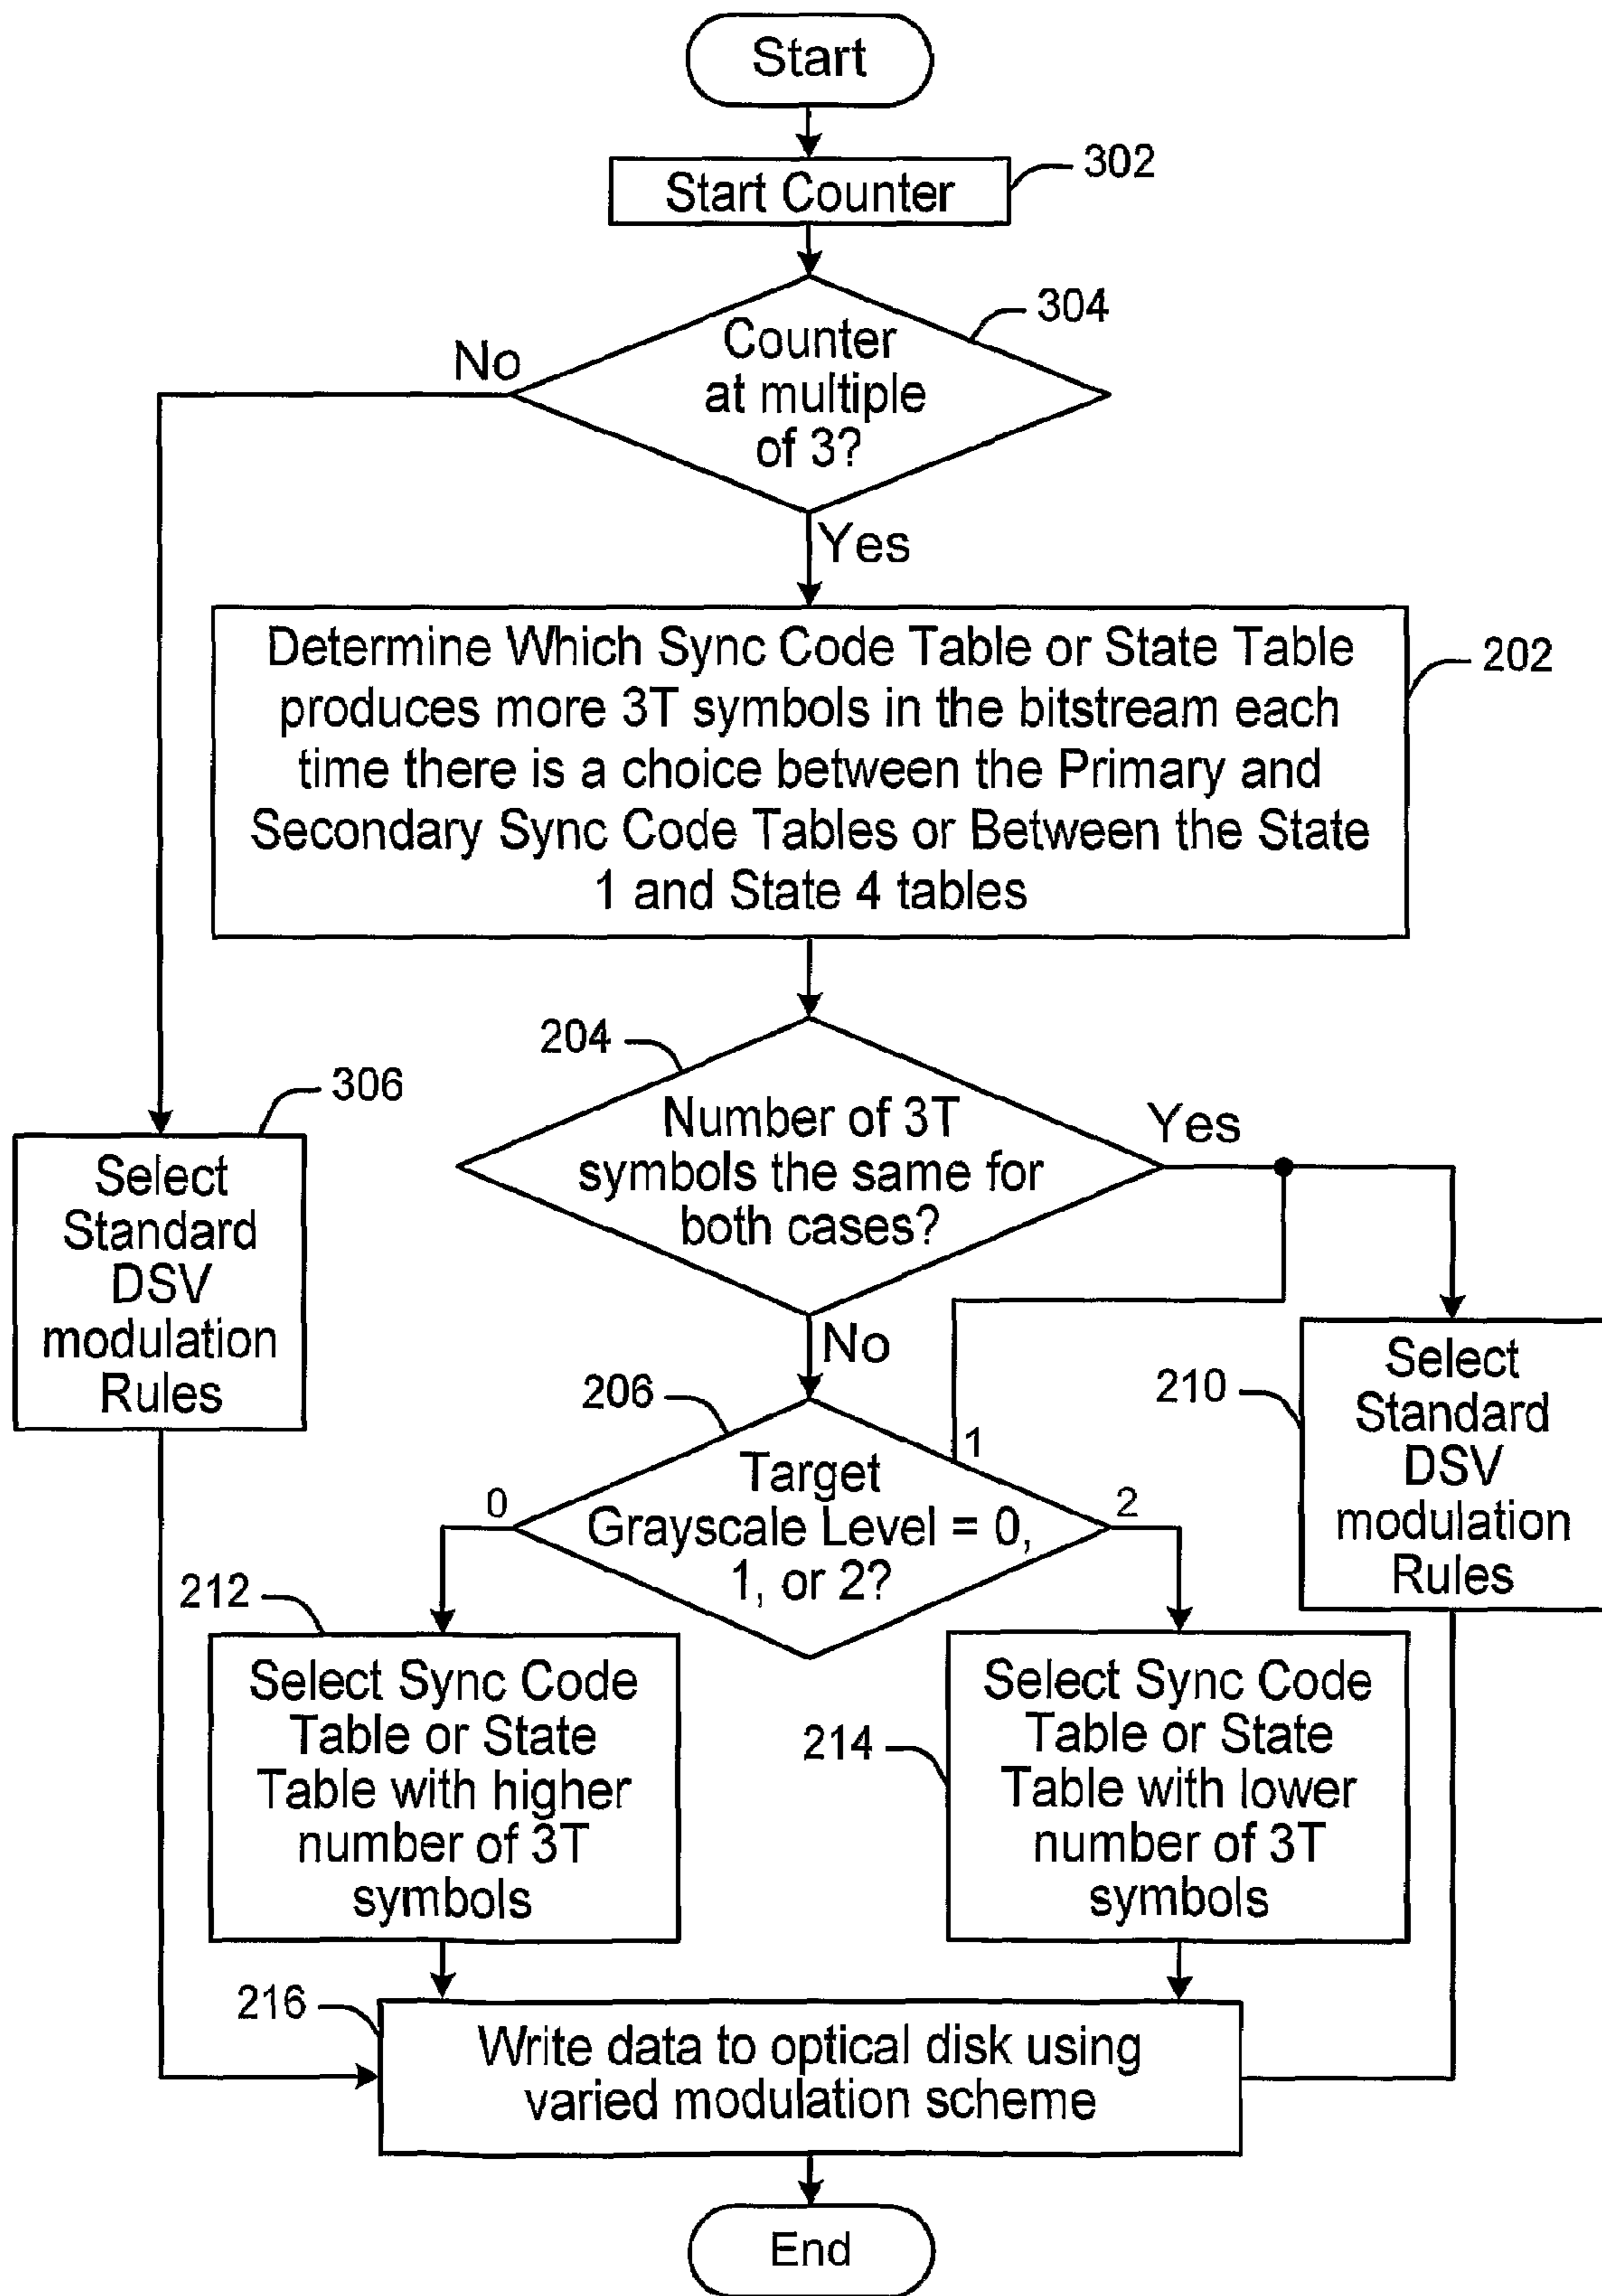 Start
302
Start Counter
304
Counter
at multiple
of 3?
No
Yes
202
Determine Which Sync Code Table or State Table
produces more 3T symbols in the bitstream each
time there is a choice between the Primary and
Secondary Sync Code Tables or Between the State
1 and State 4 tables
204
Number of 3T
symbols the same for
both cases?
Yes
No
306
Select
Standard
DSV
modulation
Rules
206
Target
Grayscale Level = 0,
1, or 2?
0
1
2
210
Select
Standard
DSV
modulation
Rules
212
Select Sync Code
Table or State
Table with higher
number of 3T
symbols
214
Select Sync Code
Table or State
Table with lower
number of 3T
symbols
216
Write data to optical disk using
varied modulation scheme
End